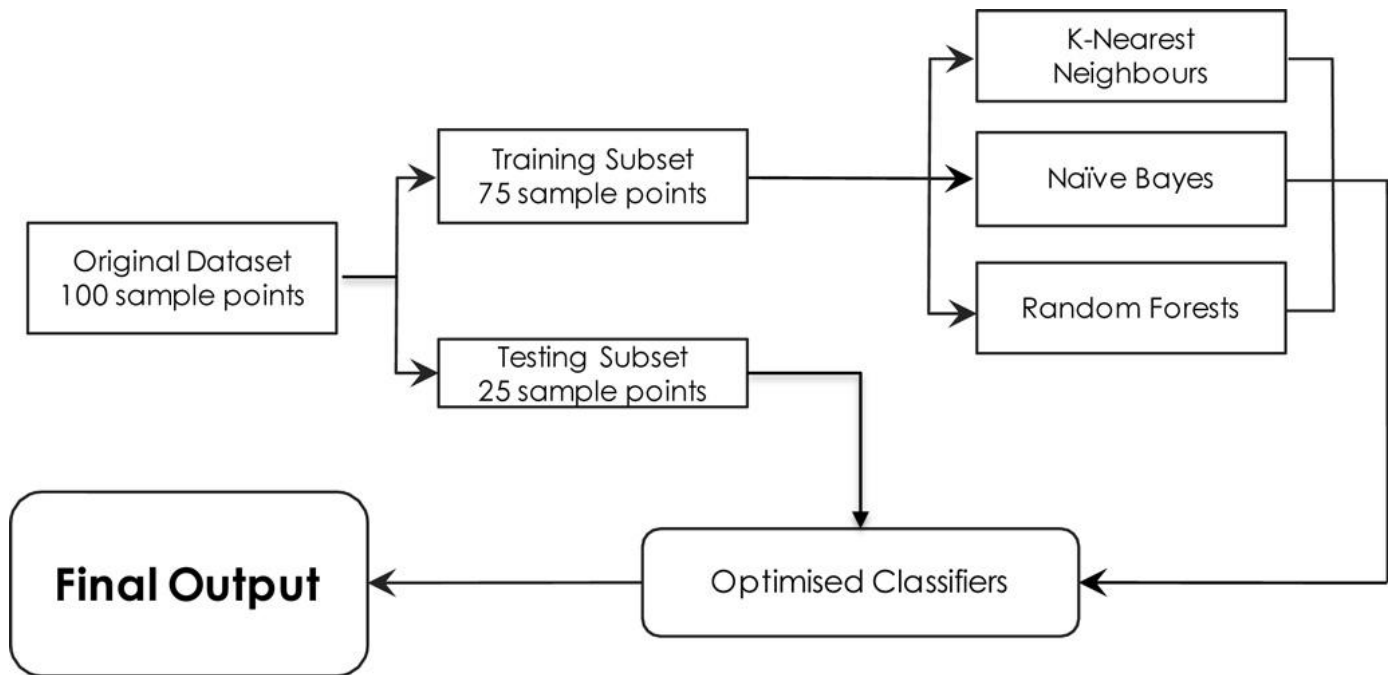 Original Dataset
100 sample points
Training Subset
75 sample points
Testing Subset
25 sample points
K-Nearest
Neighbours
Naïve Bayes
Random Forests
Optimised Classifiers
Final Output